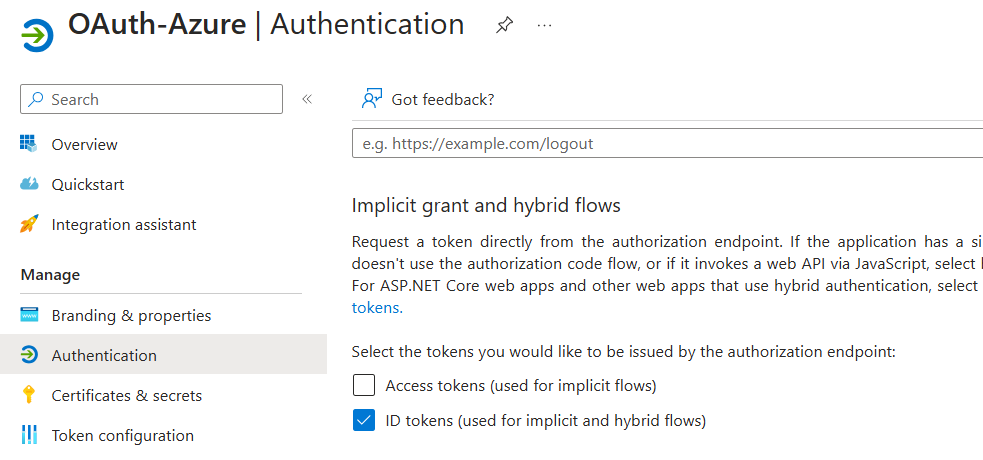 OAuth-Azure | Authentication
Search
Overview
Quickstart
Integration assistant
Manage
Branding & properties
Authentication
Certificates & secrets
Token configuration
Got feedback?
e.g. https://example.com/logout
Implicit grant and hybrid flows
Request a token directly from the authorization endpoint. If the application has a
doesn't use the authorization code flow, or if it invokes a web API via JavaScript, select
For ASP.NET Core web apps and other web apps that use hybrid authentication, select
tokens.
Select the tokens you would like to be issued by the authorization endpoint:
Access tokens (used for implicit flows)
ID tokens (used for implicit and hybrid flows)